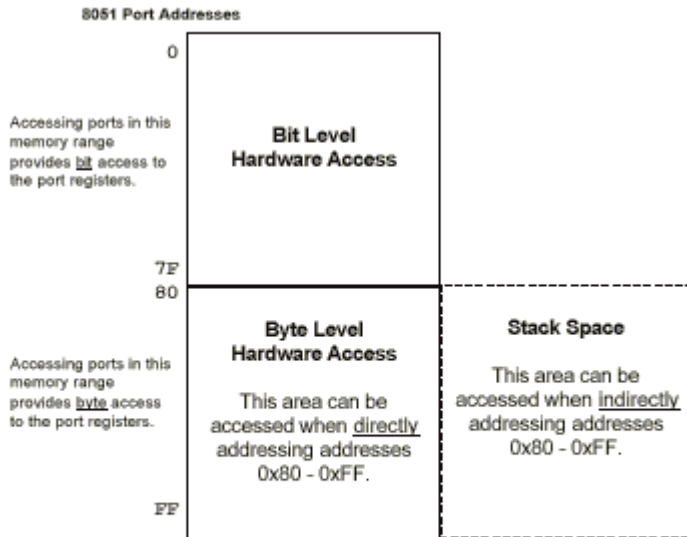 8051 Port Addresses
0
Accessing ports in this
memory range
provides bit access to
the port registers.
Bit Level
Hardware Access
7F
80
Accessing ports in this
memory range
provides byte access
to the port registers.
Byte Level
Hardware Access
This area can be
accessed when directly
addressing addresses
0x80 - 0xFF.
Stack Space
This area can be
accessed when indirectly
addressing addresses
0x80 - 0xFF.
FF